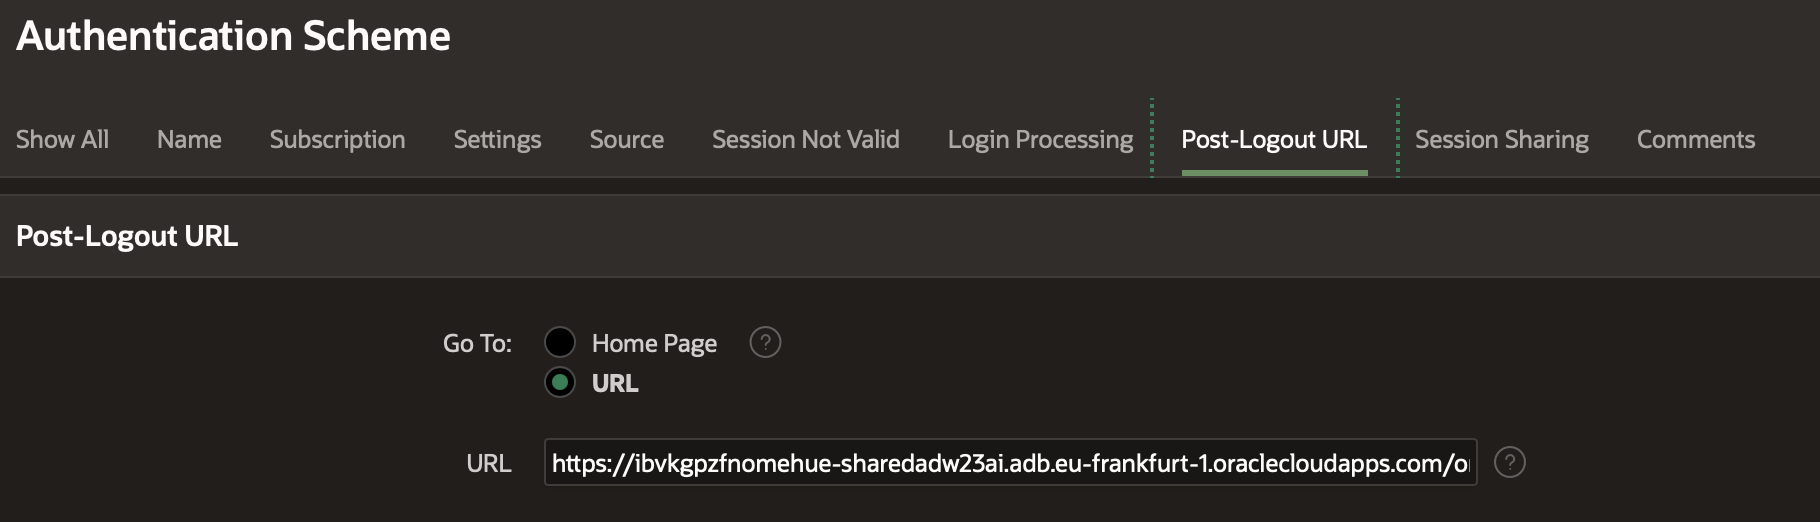 Authentication Scheme
Show All Name Subscription Settings Source Session Not Valid Login Processing Post-Logout URL Session Sharing Comments
Post-Logout URL
Go To: Home Page ?
URL
URL https://ibvkgpzfnomehue-sharedadw23ai.adb.eu-frankfurt-1.oraclecloudapps.com/o ?